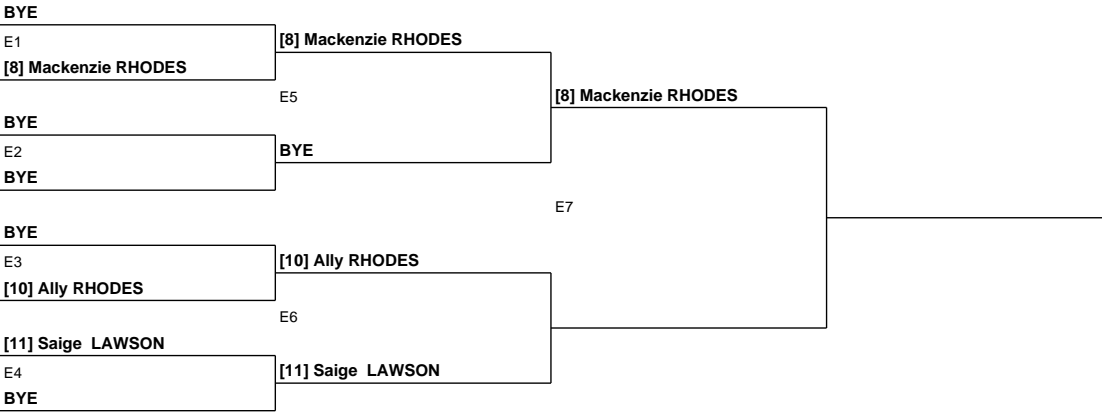 BYE
E1
[8] Mackenzie RHODES
[8] Mackenzie RHODES
E5
[8] Mackenzie RHODES
BYE
E2
BYE
BYE
E7
BYE
E3
[10] Ally RHODES
[10] Ally RHODES
E6
[11] Saige  LAWSON
E4
[11] Saige  LAWSON
BYE